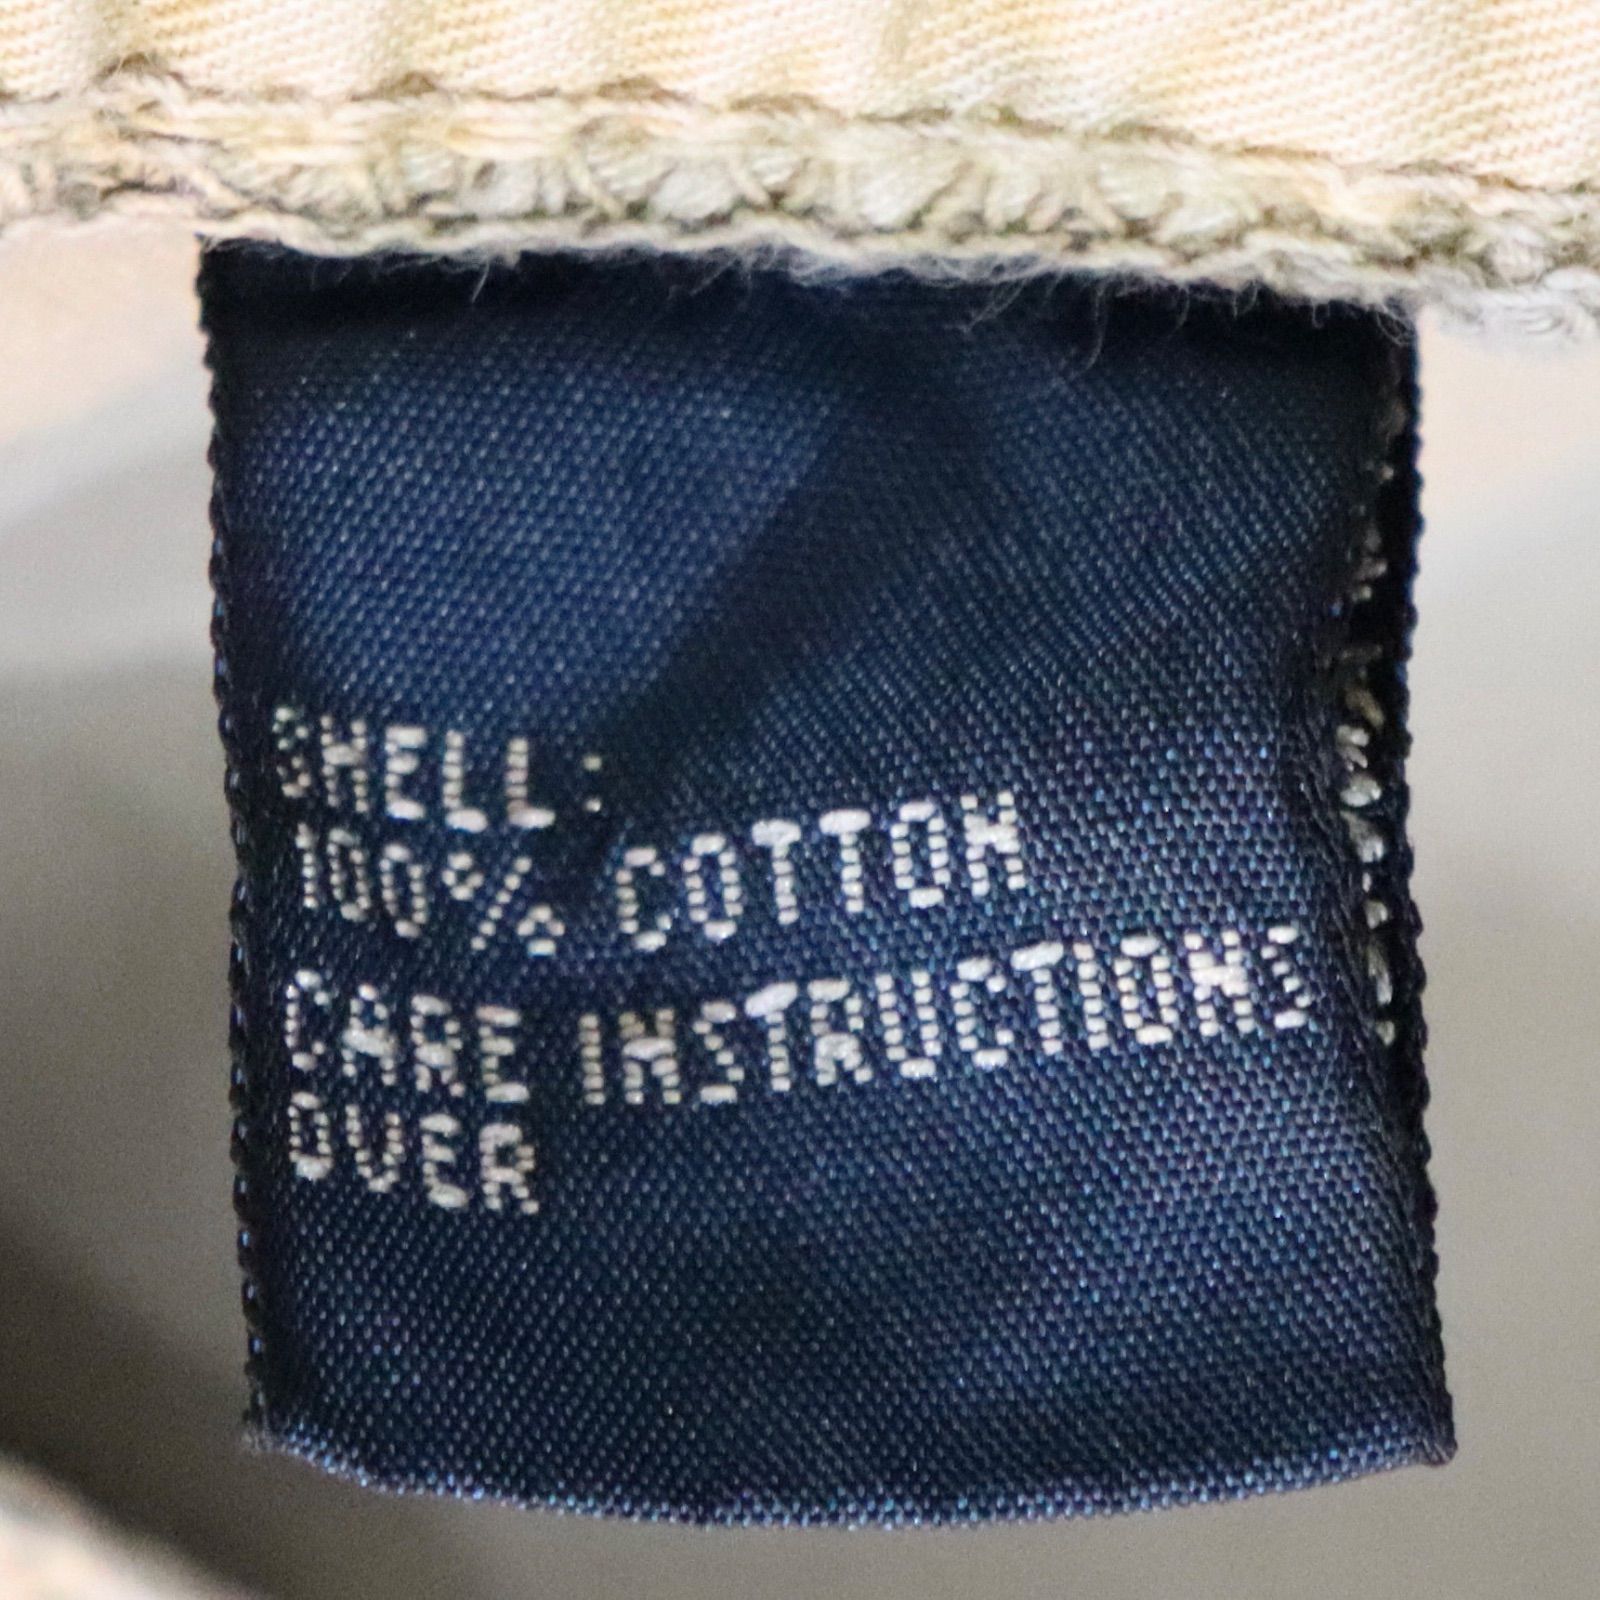 SHELL:
100% COTTON
CARE INSTRUCTIONS
OVER